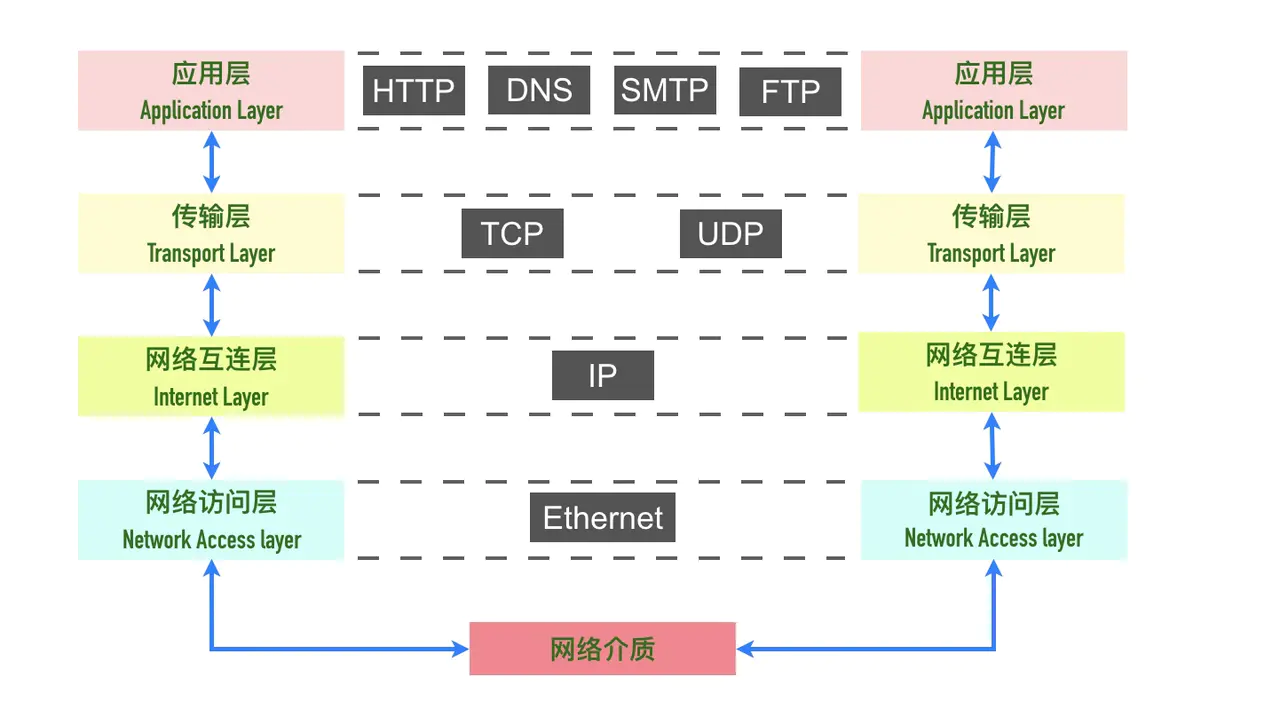 应用层
Application Layer
HTTP
DNS
SMTP
FTP
应用层
Application Layer
传输层
Transport Layer
TCP
UDP
传输层
Transport Layer
网络互连层
Internet Layer
IP
网络互连层
Internet Layer
网络访问层
Network Access layer
Ethernet
网络访问层
Network Access layer
网络介质